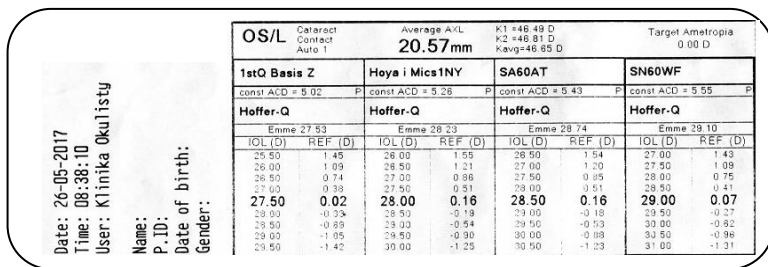 Date: 26-05-2017
Time: 08:38:10
User: Klinika Okulisty
Name:
P.ID:
Date of birth:
Gender:
OS/L Cataract Contact Auto 1 Average AXL 20.57mm K1 =46.49 D K2 =46.81 D Kavg=46.65 D Target Ametropia 0.00 D
1stQ Basis Z Hoya i Mics1NY SA60AT SN60WF
const ACD = 5.02 P const ACD = 5.26 P const ACD = 5.43 P const ACD = 5.55 P
Hoffer-Q Hoffer-Q Hoffer-Q Hoffer-Q
Emme 27.53 Emme 28.23 Emme 28.74 Emme 29.10
IOL (D) REF (D) IOL (D) REF (D) IOL (D) REF (D) IOL (D) REF (D)
25.50 1.45 26.00 1.55 26.50 1.54 27.00 1.43
26.00 1.09 26.50 1.21 27.00 1.20 27.50 1.09
26.50 0.74 27.00 0.86 27.50 0.85 28.00 0.75
27.00 0.38 27.50 0.51 28.00 0.51 28.50 0.41
27.50 0.02 28.00 0.16 28.50 0.16 29.00 0.07
28.00 -0.33 28.50 -0.19 29.00 -0.18 29.50 -0.27
28.50 -0.69 29.00 -0.54 29.50 -0.53 30.00 -0.62
29.00 -1.05 29.50 -0.90 30.00 -0.88 30.50 -0.96
29.50 -1.42 30.00 -1.25 30.50 -1.23 31.00 -1.31